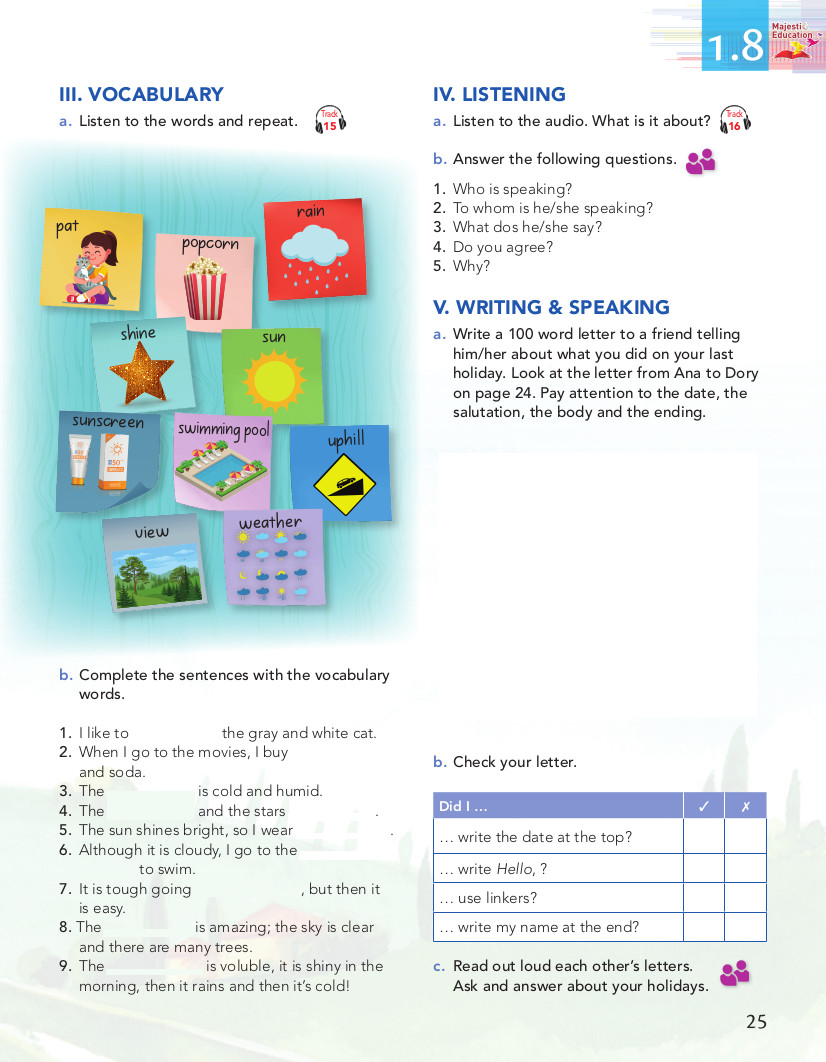 1.8
Majesti
Education
III. VOCABULARY
a. Listen to the words and repeat.
Track
15
pat
popcorn
rain
shine
sun
sunscreen
swimming pool
uphill
view
weather
b. Complete the sentences with the vocabulary
words.
1. I like to the gray and white cat.
2. When I go to the movies, I buy
and soda.
3. The is cold and humid.
4. The and the stars .
5. The sun shines bright, so I wear .
6. Although it is cloudy, I go to the
to swim.
7. It is tough going , but then it
is easy.
8. The is amazing; the sky is clear
and there are many trees.
9. The is voluble, it is shiny in the
morning, then it rains and then it's cold!
IV. LISTENING
a. Listen to the audio. What is it about?
Track
16
b. Answer the following questions.
1. Who is speaking?
2. To whom is he/she speaking?
3. What dos he/she say?
4. Do you agree?
5. Why?
V. WRITING & SPEAKING
a. Write a 100 word letter to a friend telling
him/her about what you did on your last
holiday. Look at the letter from Ana to Dory
on page 24. Pay attention to the date, the
salutation, the body and the ending.
b. Check your letter.
Did I ... ✓ ✗
... write the date at the top?
... write Hello, ?
... use linkers?
... write my name at the end?
c. Read out loud each other's letters.
Ask and answer about your holidays.
25